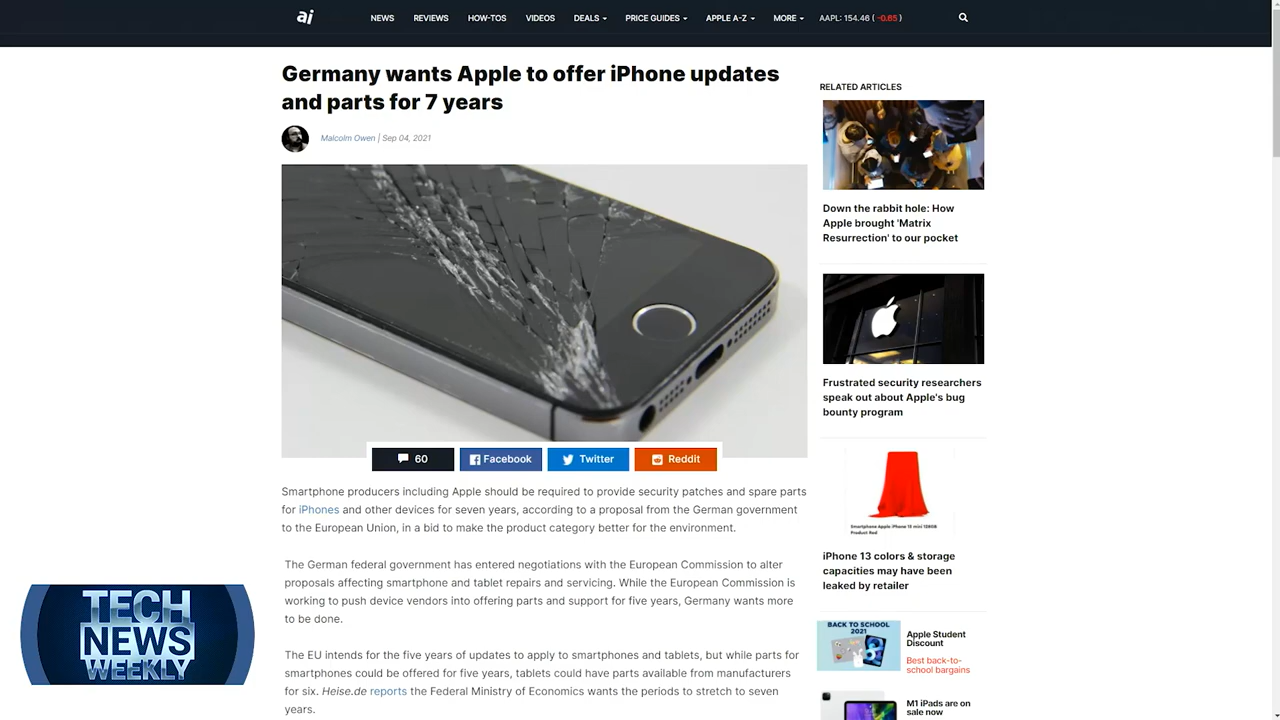 ai
NEWS
REVIEWS
HOW-TOS
VIDEOS
DEALS
PRICE GUIDES
APPLE A-Z
MORE
AAPL: 154.46 ( -0.65 )
Germany wants Apple to offer iPhone updates
and parts for 7 years
Malcolm Owen | Sep 04, 2021
60
Facebook
Twitter
Reddit
Smartphone producers including Apple should be required to provide security patches and spare parts
for iPhones and other devices for seven years, according to a proposal from the German government
to the European Union, in a bid to make the product category better for the environment.
The German federal government has entered negotiations with the European Commission to alter
proposals affecting smartphone and tablet repairs and servicing. While the European Commission is
working to push device vendors into offering parts and support for five years, Germany wants more
to be done.
The EU intends for the five years of updates to apply to smartphones and tablets, but while parts for
smartphones could be offered for five years, tablets could have parts available from manufacturers
for six. Heise.de reports the Federal Ministry of Economics wants the periods to stretch to seven
years.
RELATED ARTICLES
Down the rabbit hole: How
Apple brought 'Matrix
Resurrection' to our pocket
Frustrated security researchers
speak out about Apple's bug
bounty program
Smartphone Apple iPhone 13 mini 128GB
Product Red
iPhone 13 colors & storage
capacities may have been
leaked by retailer
BACK TO SCHOOL
2021
Apple Student
Discount
Best back-to-
school bargains
M1 iPads are on
sale now
TECH
NEWS
WEEKLY